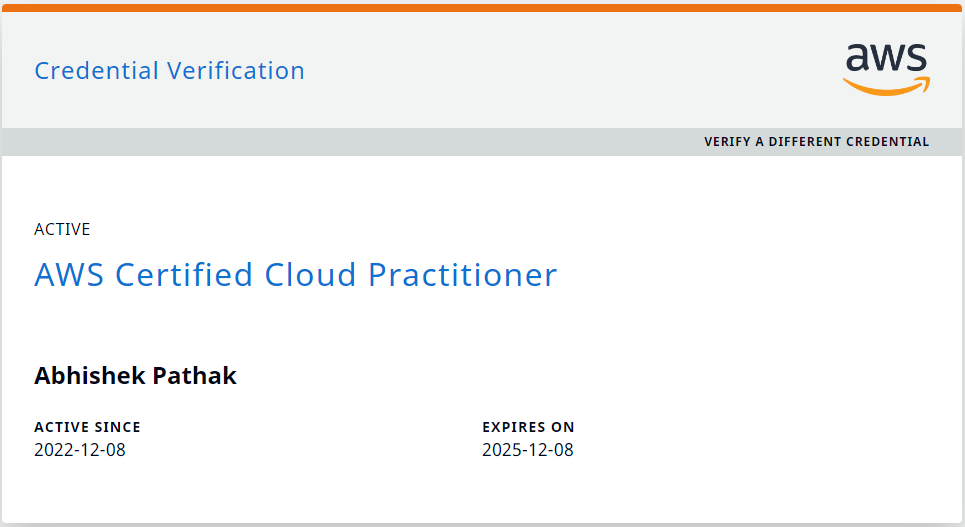 Credential Verification
aws
VERIFY A DIFFERENT CREDENTIAL
ACTIVE
AWS Certified Cloud Practitioner
Abhishek Pathak
ACTIVE SINCE
2022-12-08
EXPIRES ON
2025-12-08